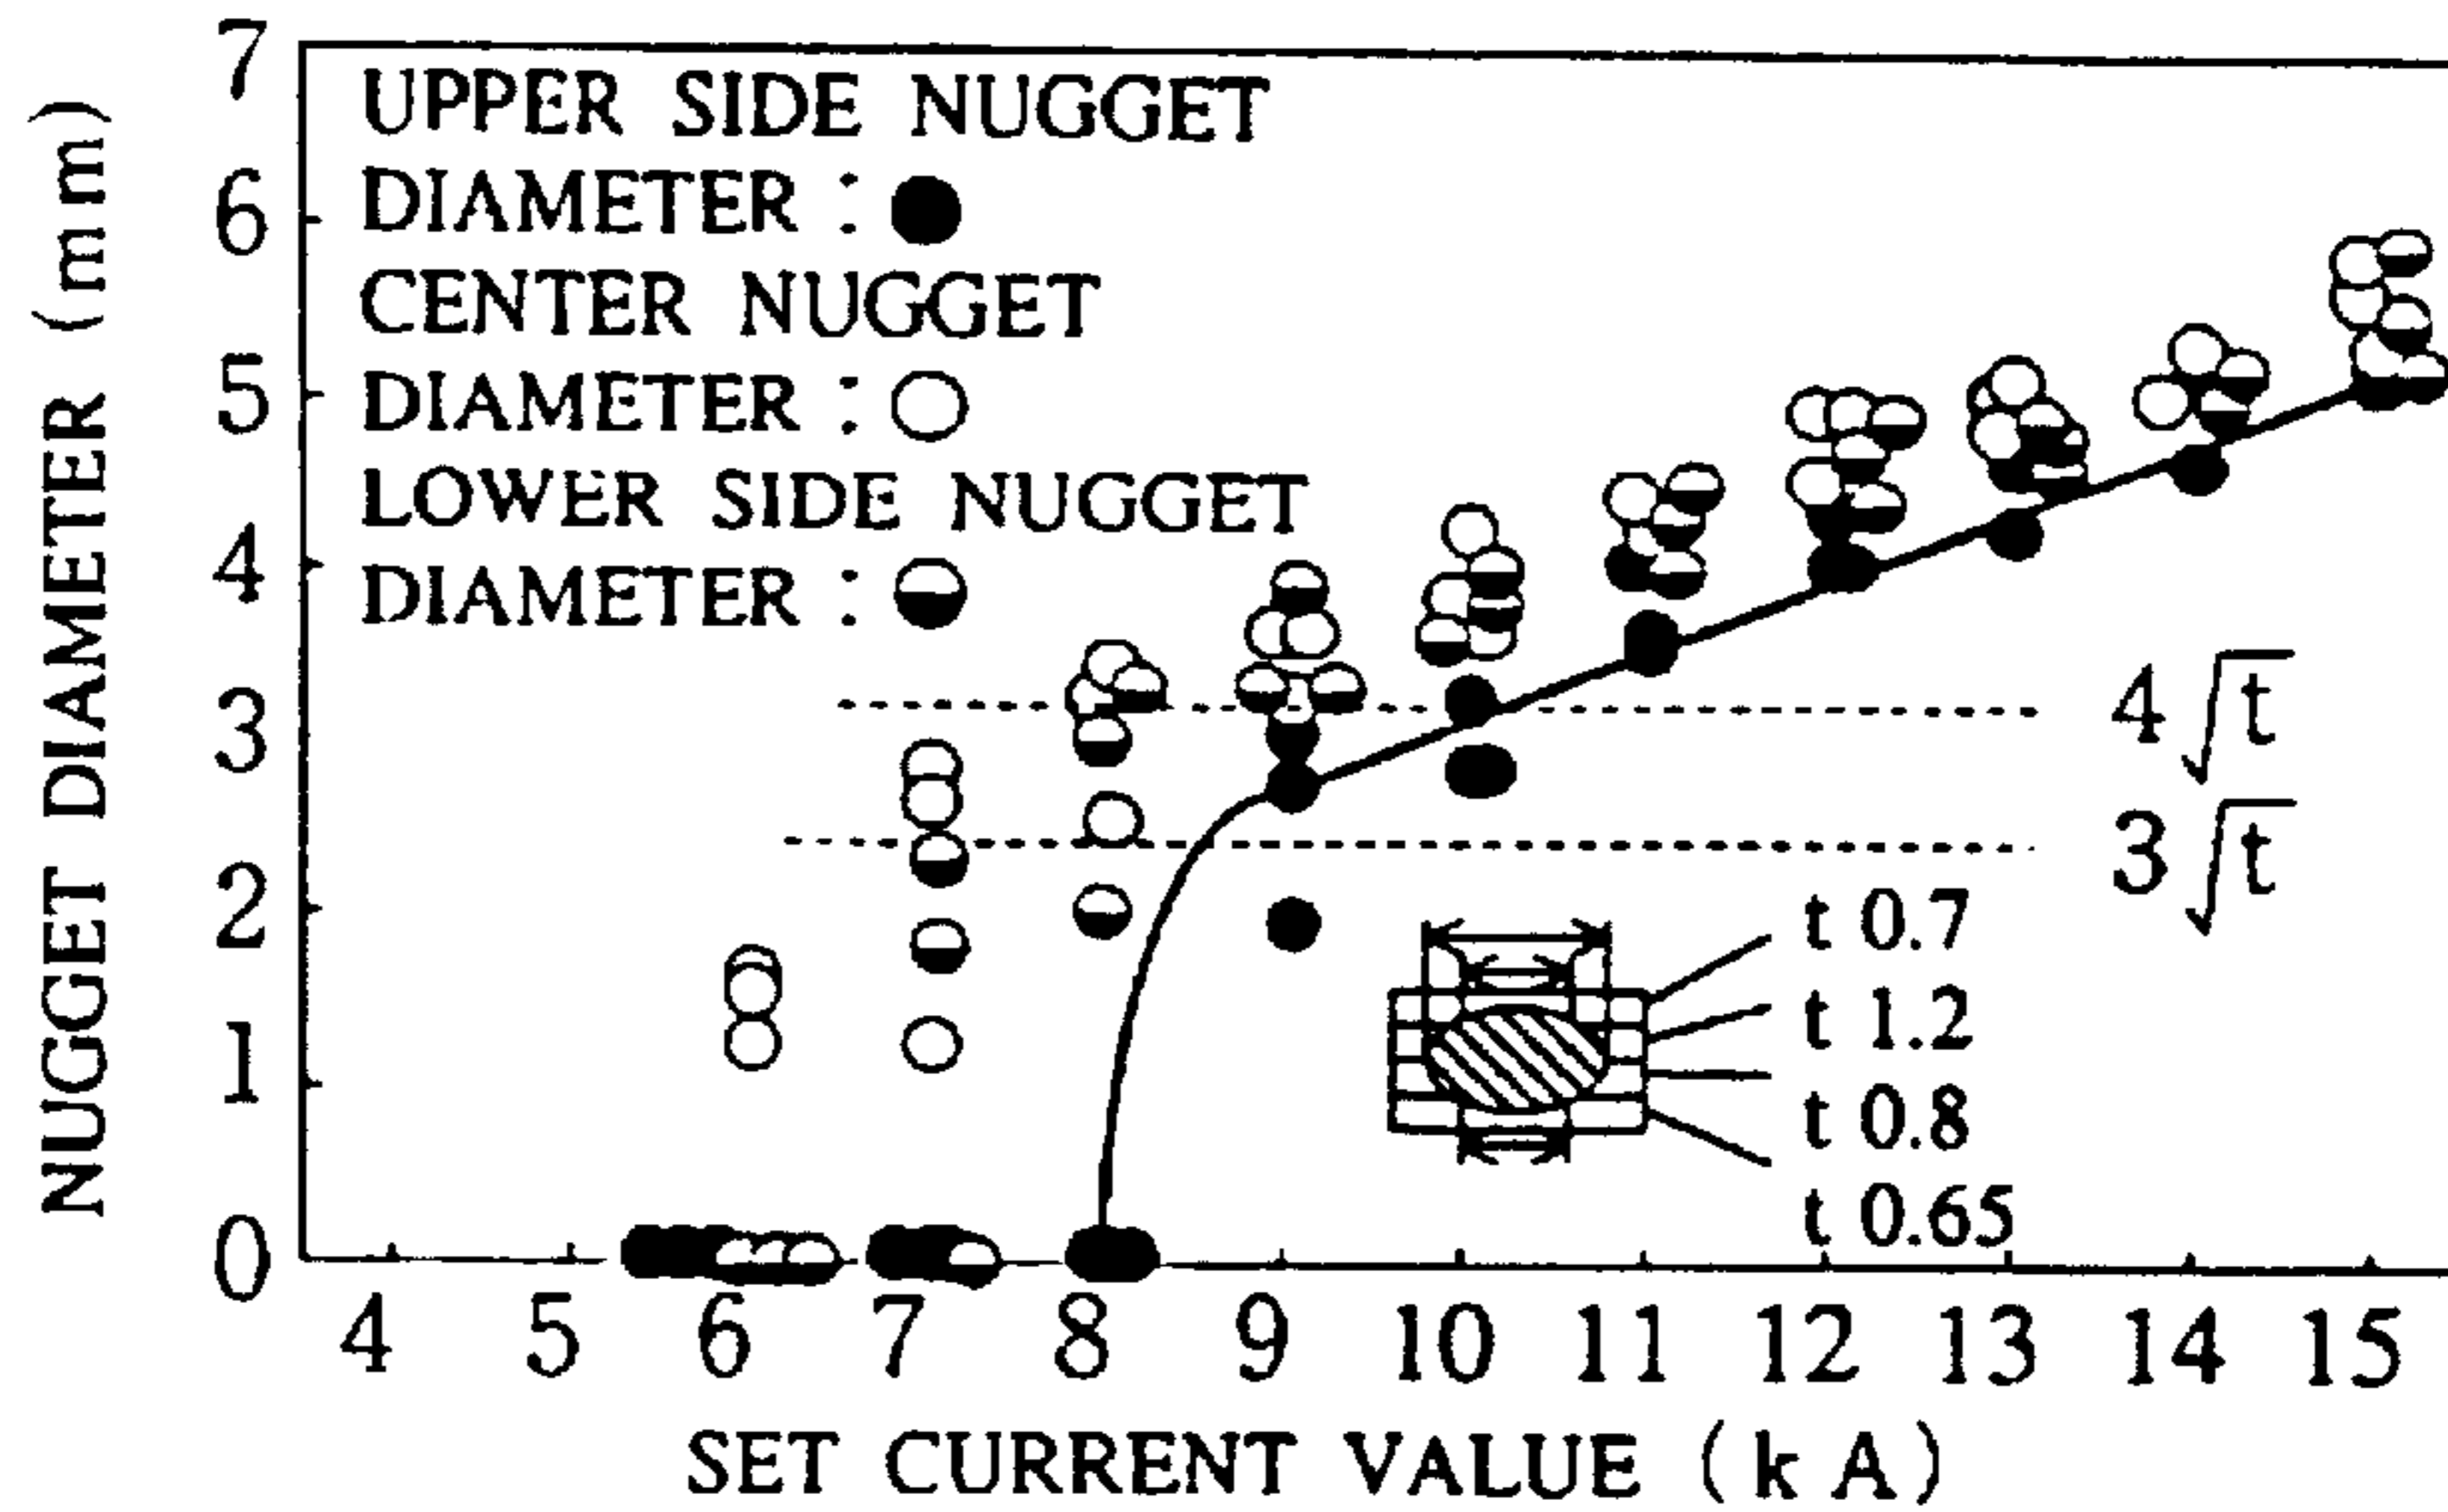 NUGGET DIAMETER (mm)
7
6
5
4
3
2
1
0
UPPER SIDE NUGGET
DIAMETER :
CENTER NUGGET
DIAMETER :
LOWER SIDE NUGGET
DIAMETER :
4√t
3√t
t 0.7
t 1.2
t 0.8
t 0.65
4 5 6 7 8 9 10 11 12 13 14 15
SET CURRENT VALUE (kA)